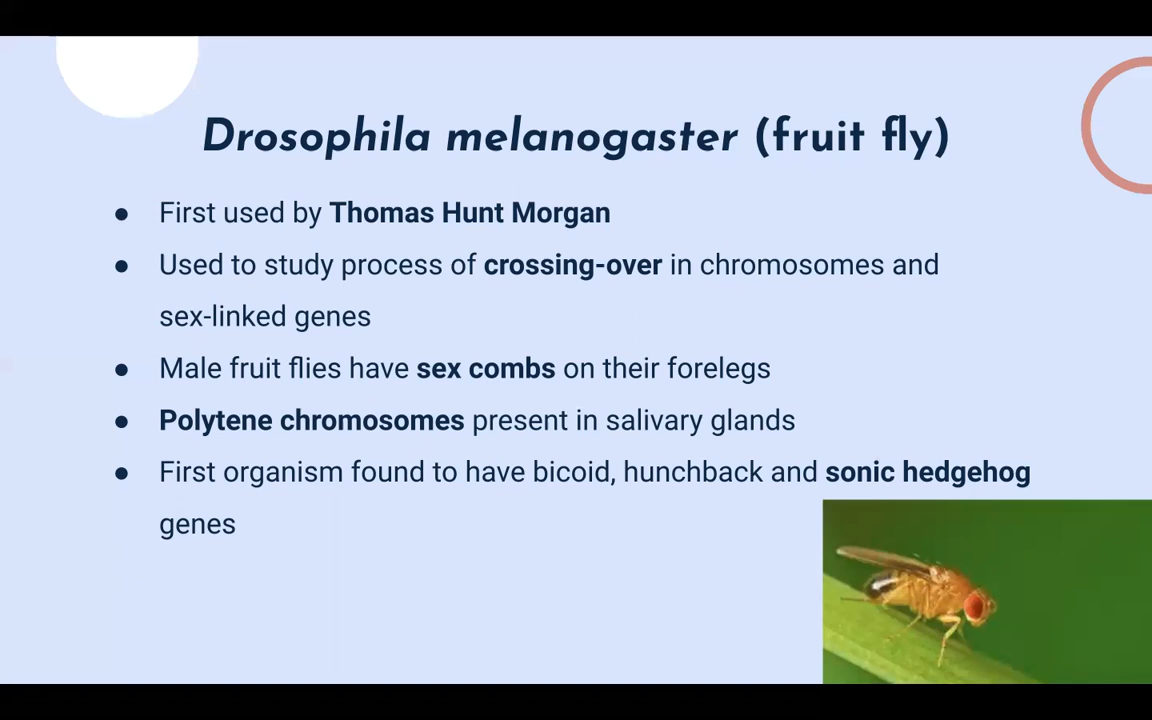 Drosophila melanogaster (fruit fly)
● First used by Thomas Hunt Morgan
● Used to study process of crossing-over in chromosomes and
sex-linked genes
● Male fruit flies have sex combs on their forelegs
● Polytene chromosomes present in salivary glands
● First organism found to have bicoid, hunchback and sonic hedgehog
genes